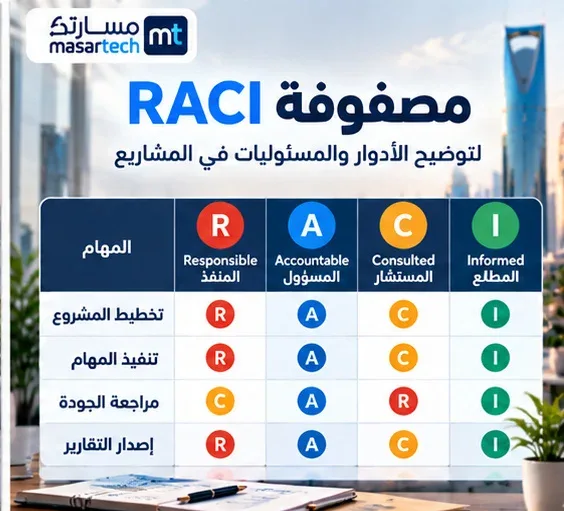 مسارتك
masartech
mt
مصفوفة RACI
لتوضيح الأدوار والمسئوليات في المشاريع
المهام
R
Responsible
المنفذ
A
Accountable
المسؤول
C
Consulted
المستشار
I
Informed
المطلع
تخطيط المشروع R A C I
تنفيذ المهام R A C I
مراجعة الجودة C A R I
إصدار التقارير R A C I